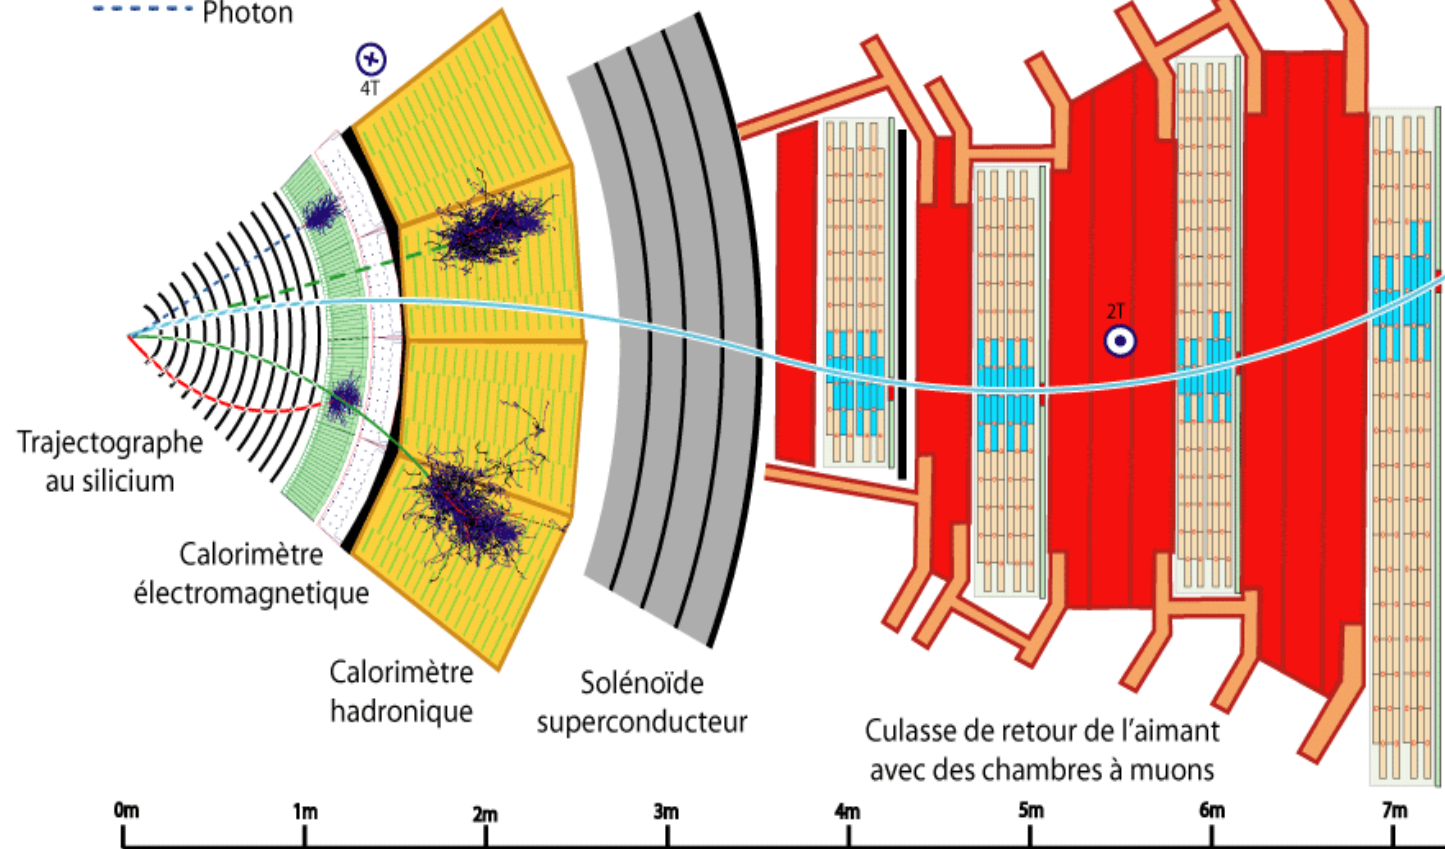 Photon
4T
2T
Trajectographe
au silicium
Calorimètre
électromagnetique
Calorimètre
hadronique
Solénoïde
superconducteur
Culasse de retour de l'aimant
avec des chambres à muons
0m
1m
2m
3m
4m
5m
6m
7m